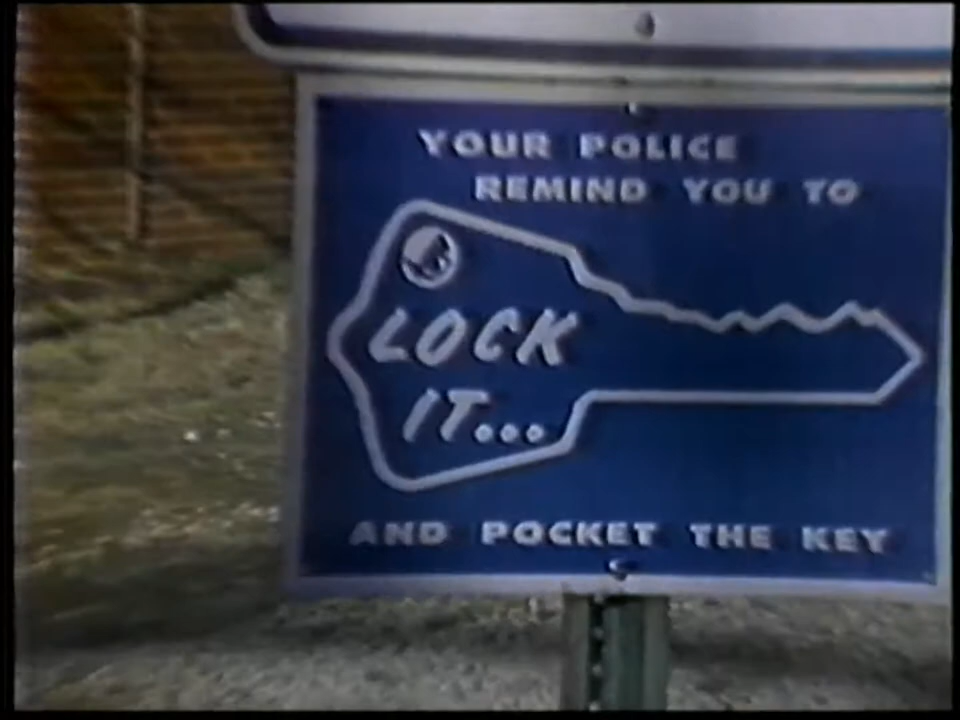 YOUR POLICE
REMIND YOU TO
LOCK
IT...
AND POCKET THE KEY